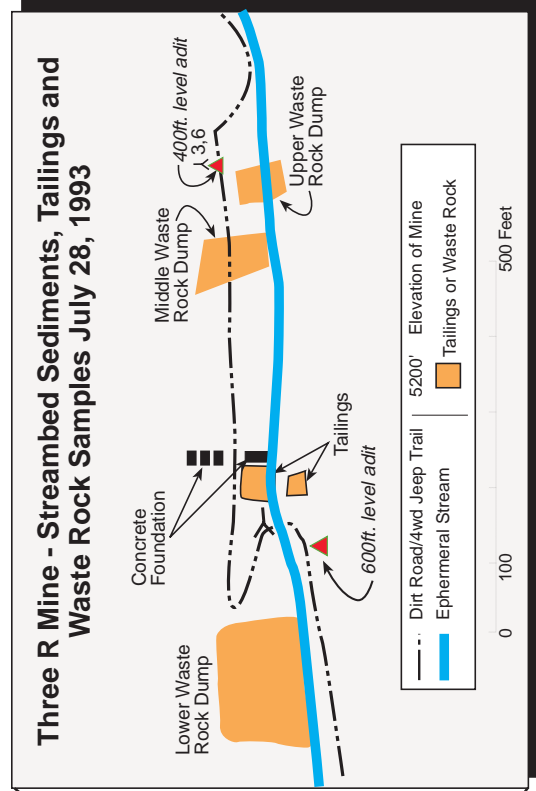 Three R Mine - Streambed Sediments, Tailings and
Waste Rock Samples July 28, 1993
Lower Waste
Rock Dump
Concrete
Foundation
Middle Waste
Rock Dump
400ft. level adit
3,6
Upper Waste
Rock Dump
Tailings
600ft. level adit
Dirt Road/4wd Jeep Trail
5200' Elevation of Mine
Ephemeral Stream
Tailings or Waste Rock
0 100 500 Feet